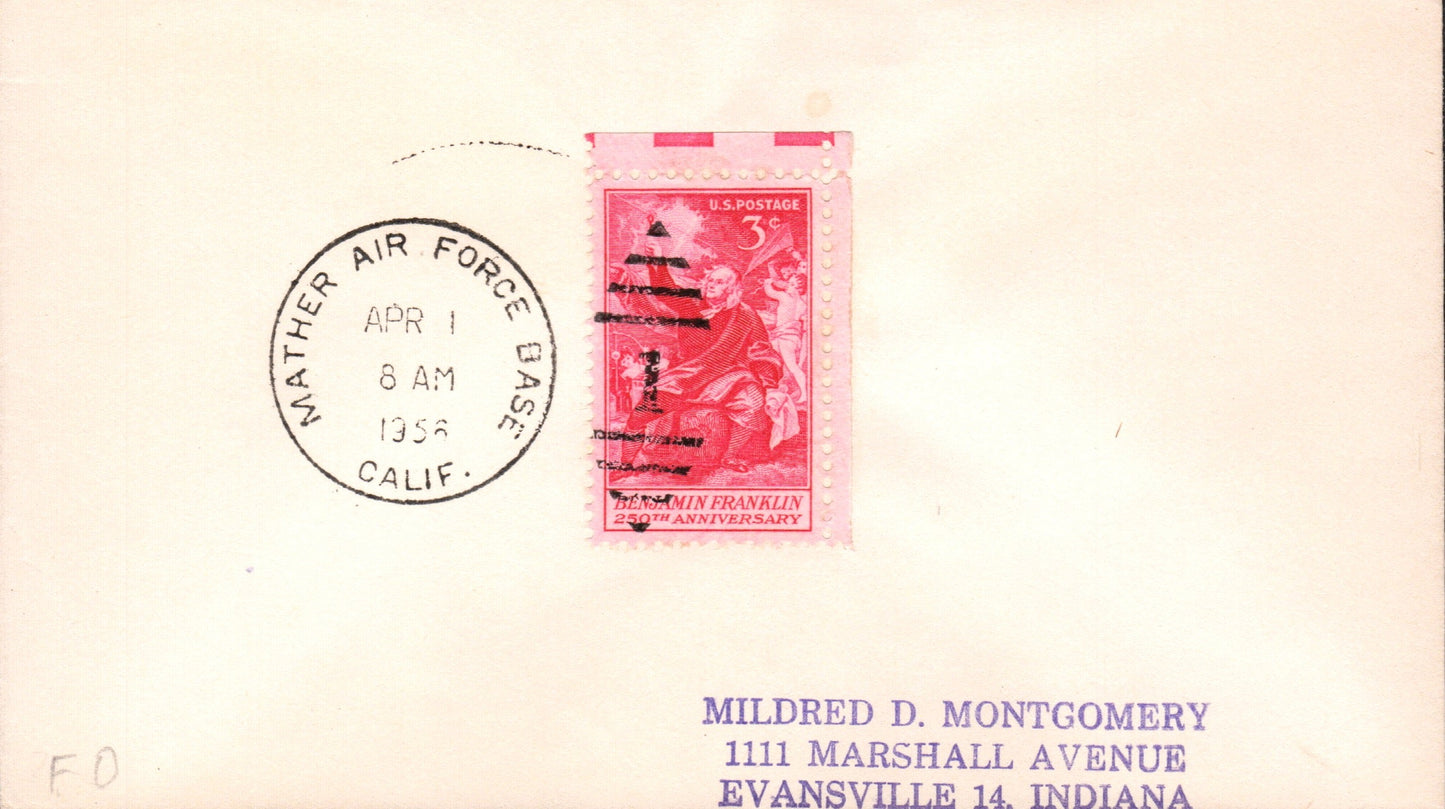 MATHER AIR FORCE BASE
APR 1
8 AM
1956
CALIF.
U.S. POSTAGE
3¢
BENJAMIN FRANKLIN
250TH ANNIVERSARY
MILDRED D. MONTGOMERY
1111 MARSHALL AVENUE
EVANSVILLE 14, INDIANA
F O